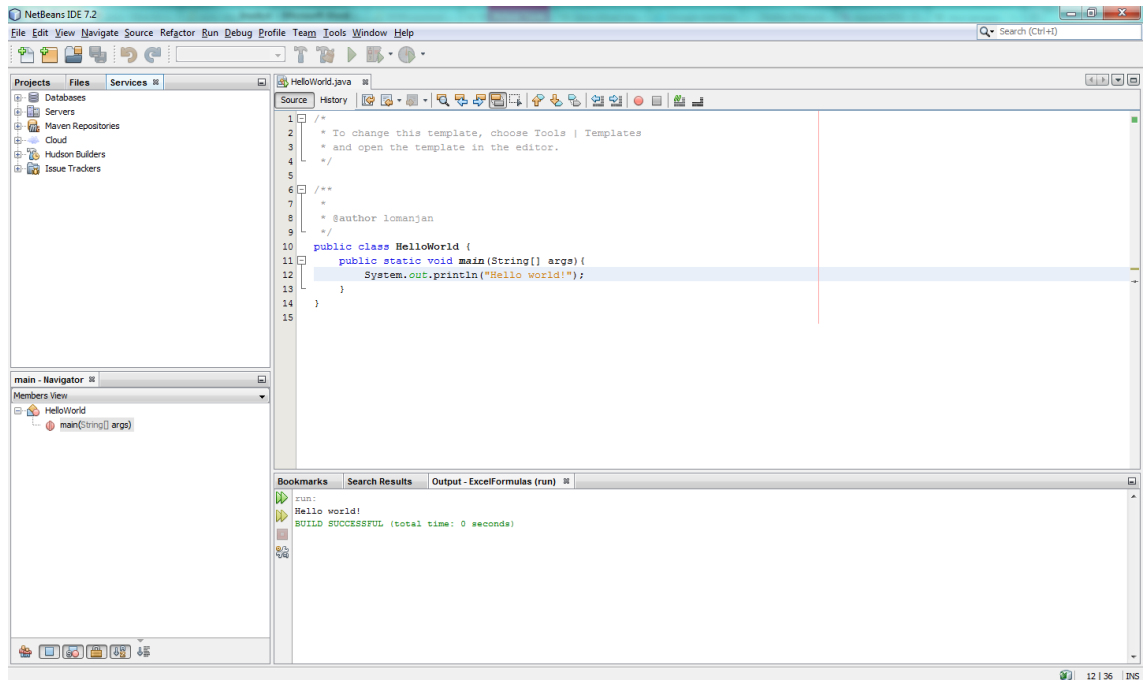 NetBeans IDE 7.2
File Edit View Navigate Source Refactor Run Debug Profile Team Tools Window Help
Search (Ctrl+I)
Projects Files Services
Databases
Servers
Maven Repositories
Cloud
Hudson Builders
Issue Trackers
HelloWorld.java
Source History
1 /*
2  * To change this template, choose Tools | Templates
3  * and open the template in the editor.
4  */
5
6 /**
7  *
8  * @author lomanjan
9  */
10 public class HelloWorld {
11     public static void main(String[] args){
12         System.out.println("Hello world!");
13     }
14 }
15
main - Navigator
Members View
HelloWorld
main(String[] args)
Bookmarks Search Results Output - ExcelFormulas (run)
run:
Hello world!
BUILD SUCCESSFUL (total time: 0 seconds)
12 | 36 INS